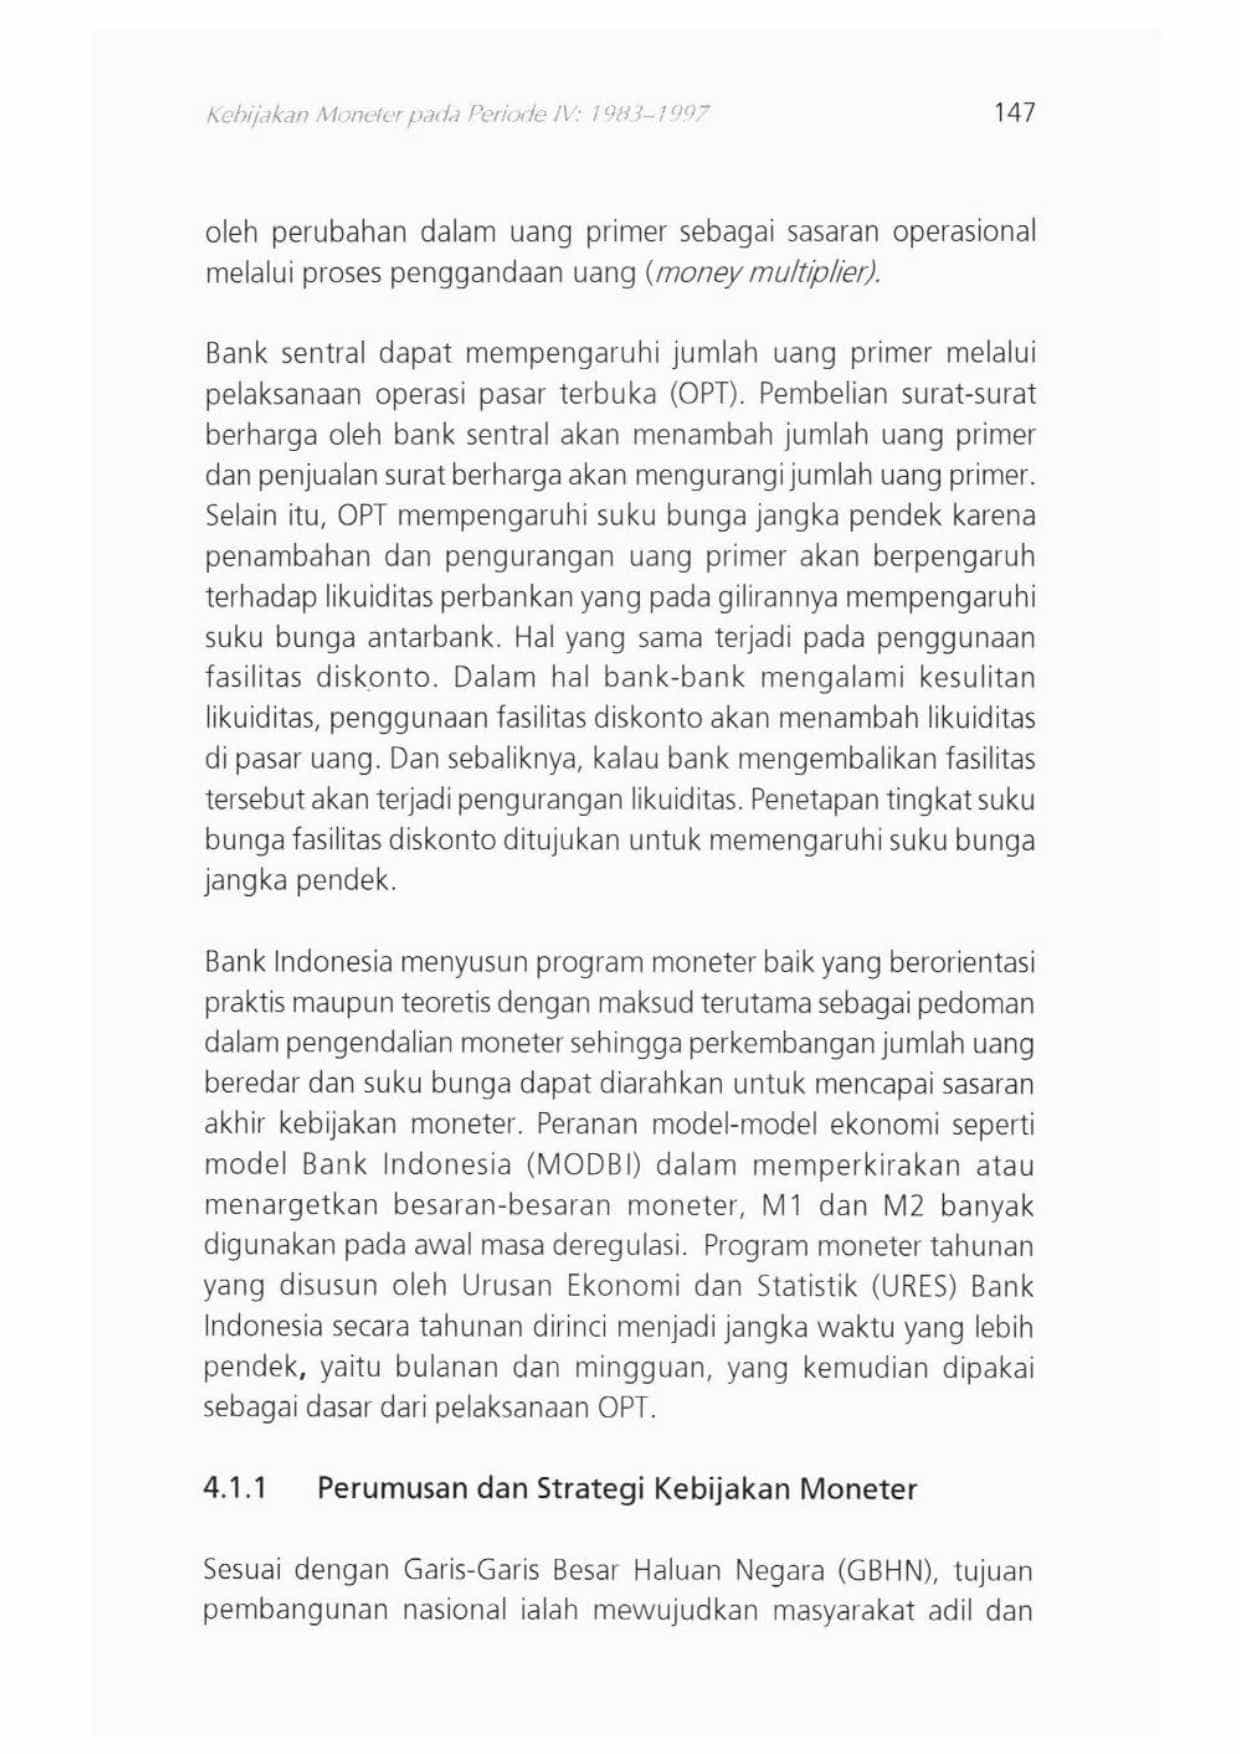 Kebijakan Moneter pada Periode IV: 1983–1997 147
oleh perubahan dalam uang primer sebagai sasaran operasional
melalui proses penggandaan uang (money multiplier).
Bank sentral dapat mempengaruhi jumlah uang primer melalui
pelaksanaan operasi pasar terbuka (OPT). Pembelian surat-surat
berharga oleh bank sentral akan menambah jumlah uang primer
dan penjualan surat berharga akan mengurangi jumlah uang primer.
Selain itu, OPT mempengaruhi suku bunga jangka pendek karena
penambahan dan pengurangan uang primer akan berpengaruh
terhadap likuiditas perbankan yang pada gilirannya mempengaruhi
suku bunga antarbank. Hal yang sama terjadi pada penggunaan
fasilitas diskonto. Dalam hal bank-bank mengalami kesulitan
likuiditas, penggunaan fasilitas diskonto akan menambah likuiditas
di pasar uang. Dan sebaliknya, kalau bank mengembalikan fasilitas
tersebut akan terjadi pengurangan likuiditas. Penetapan tingkat suku
bunga fasilitas diskonto ditujukan untuk memengaruhi suku bunga
jangka pendek.
Bank Indonesia menyusun program moneter baik yang berorientasi
praktis maupun teoretis dengan maksud terutama sebagai pedoman
dalam pengendalian moneter sehingga perkembangan jumlah uang
beredar dan suku bunga dapat diarahkan untuk mencapai sasaran
akhir kebijakan moneter. Peranan model-model ekonomi seperti
model Bank Indonesia (MODBI) dalam memperkirakan atau
menargetkan besaran-besaran moneter, M1 dan M2 banyak
digunakan pada awal masa deregulasi. Program moneter tahunan
yang disusun oleh Urusan Ekonomi dan Statistik (URES) Bank
Indonesia secara tahunan dirinci menjadi jangka waktu yang lebih
pendek, yaitu bulanan dan mingguan, yang kemudian dipakai
sebagai dasar dari pelaksanaan OPT.
4.1.1 Perumusan dan Strategi Kebijakan Moneter
Sesuai dengan Garis-Garis Besar Haluan Negara (GBHN), tujuan
pembangunan nasional ialah mewujudkan masyarakat adil dan